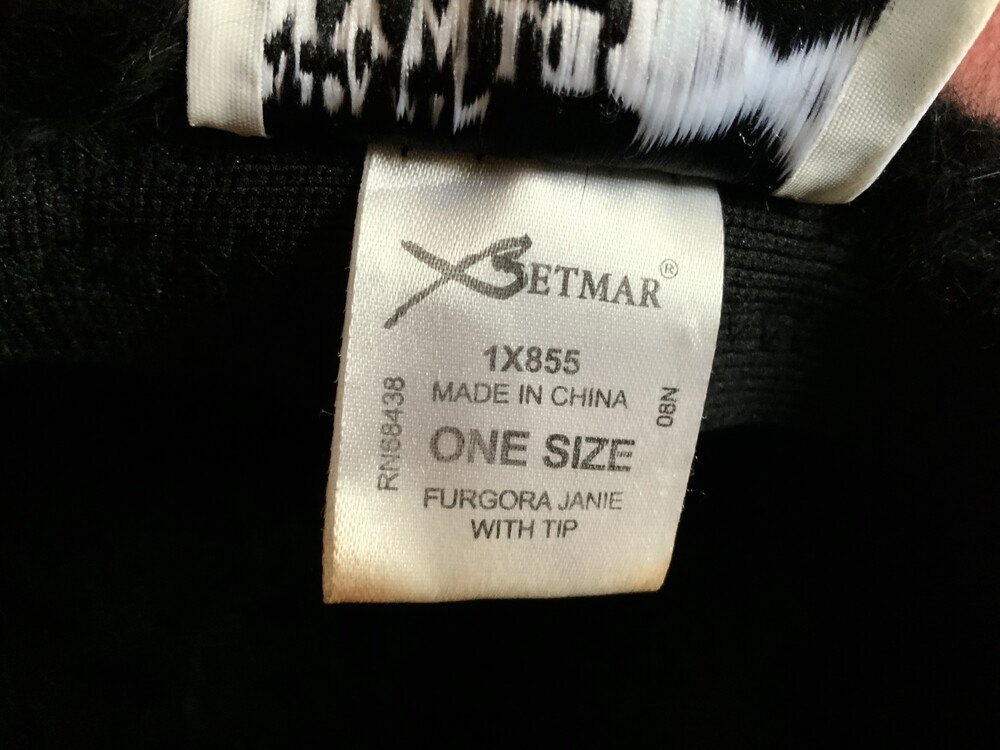 BETMAR®
1X855
MADE IN CHINA
ONE SIZE
FURGORA JANIE
WITH TIP
RN68438
08N